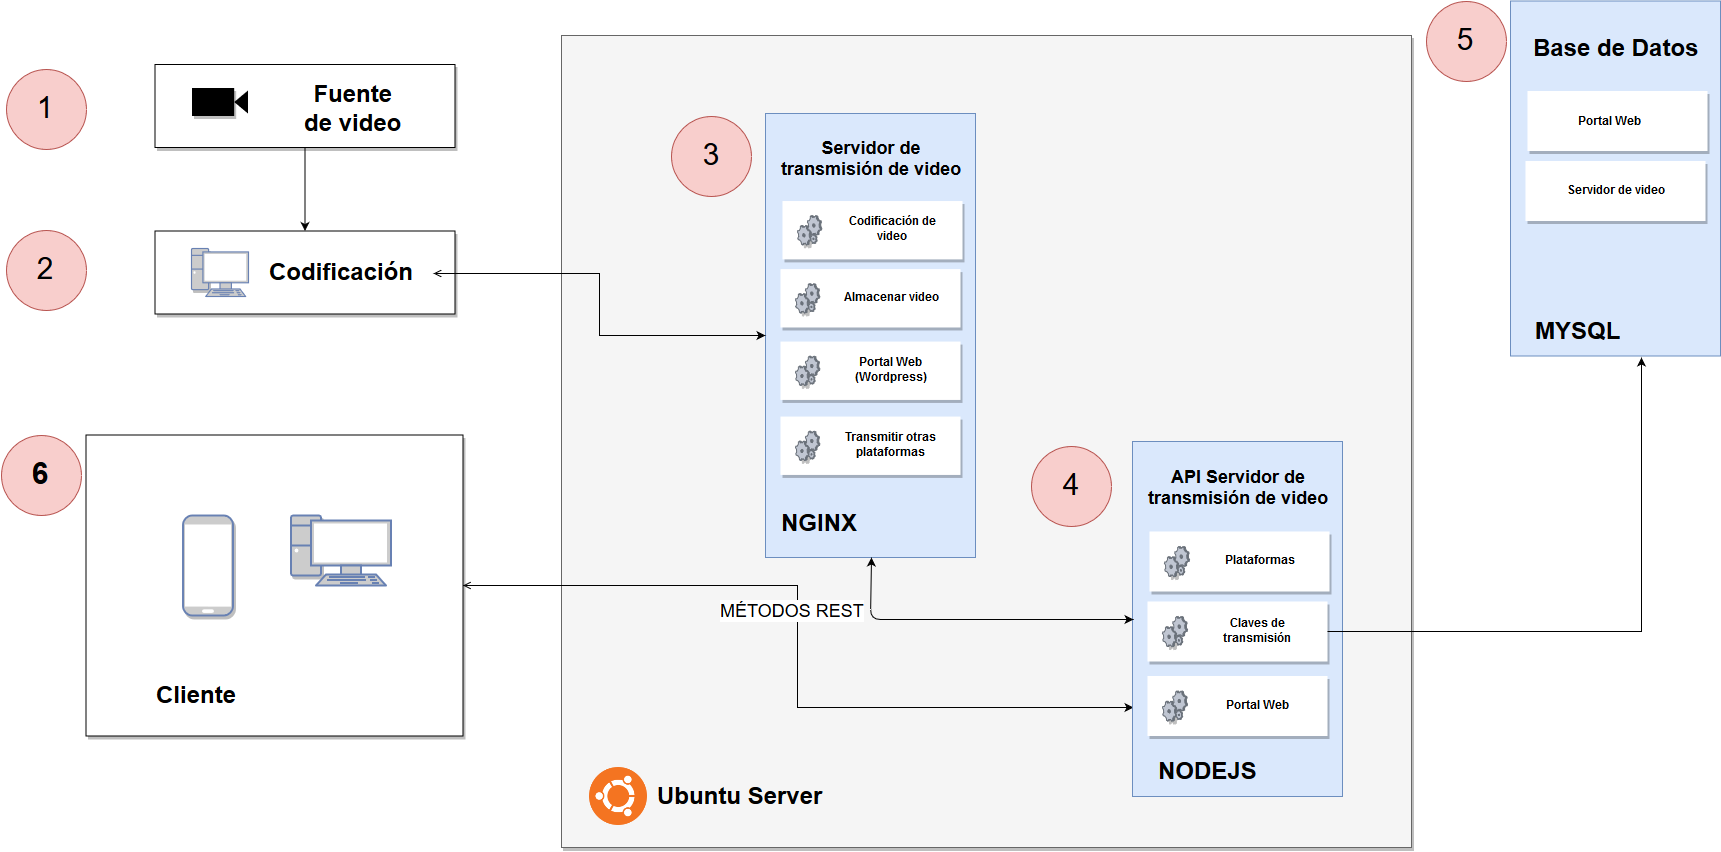 1
Fuente
de video
2
Codificación
3
Servidor de
transmisión de video
Codificación de
video
Almacenar video
Portal Web
(Wordpress)
Transmitir otras
plataformas
NGINX
4
API Servidor de
transmisión de video
Plataformas
Claves de
transmisión
Portal Web
NODEJS
5
Base de Datos
Portal Web
Servidor de video
MYSQL
6
Cliente
MÉTODOS REST
Ubuntu Server